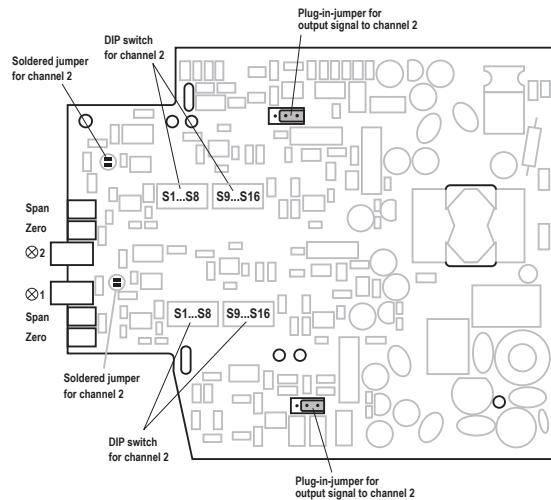 Plug-in-jumper for
output signal to channel 2
DIP switch
for channel 2
Soldered jumper
for channel 2
S1...S8
S9...S16
Span
Zero
⊗2
⊗1
Span
Zero
S1...S8
S9...S16
Soldered jumper
for channel 2
DIP switch
for channel 2
Plug-in-jumper for
output signal to channel 2